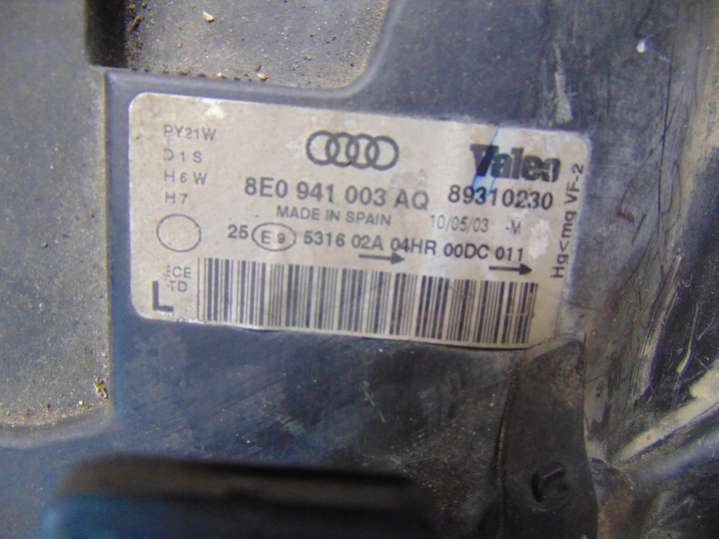 PY21W
D1S
H6W
H7
Valeo
8E0 941 003 AQ 89310230
MADE IN SPAIN 10/05/03 -M
25 E9 5316 02A 04HR 00DC 011
Hg<mg VF-2
ECE
LTD
L